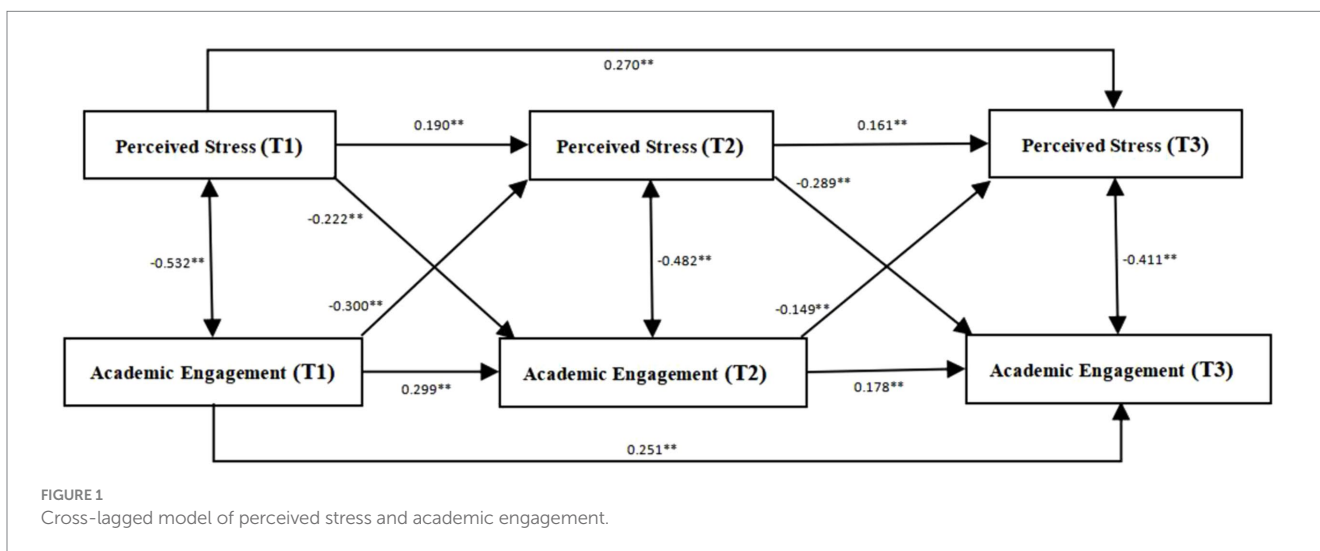 0.270**
Perceived Stress (T1)
0.190**
Perceived Stress (T2)
0.161**
Perceived Stress (T3)
-0.222**
-0.289**
-0.532**
-0.482**
-0.411**
-0.300**
-0.149**
Academic Engagement (T1)
0.299**
Academic Engagement (T2)
0.178**
Academic Engagement (T3)
0.251**
FIGURE 1
Cross-lagged model of perceived stress and academic engagement.